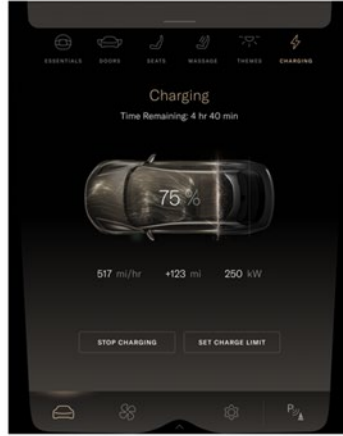 ESSENTIALS DOORS SEATS MASSAGE THEMES CHARGING
Charging
Time Remaining: 4 hr 40 min
75 %
517 mi/hr +123 mi 250 kW
STOP CHARGING SET CHARGE LIMIT
P